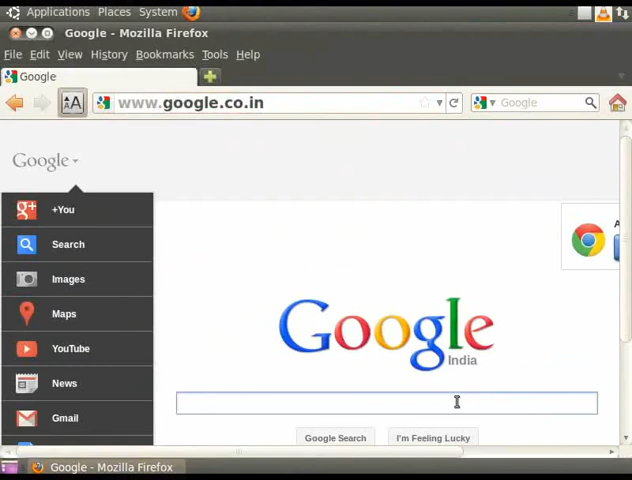 Applications Places System
Google - Mozilla Firefox
File Edit View History Bookmarks Tools Help
Google
AA www.google.co.in Google
Google
+You
Search
Images
Maps
YouTube
News
Gmail
A
Google
India
Google Search I'm Feeling Lucky
Google - Mozilla Firefox